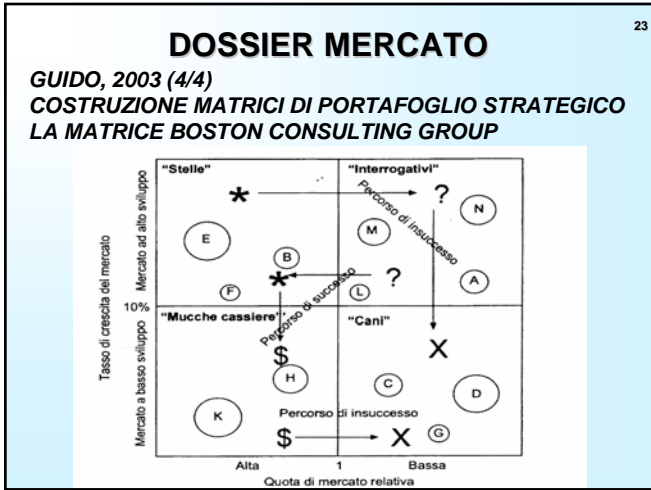 23
DOSSIER MERCATO
GUIDO, 2003 (4/4)
COSTRUZIONE MATRICI DI PORTAFOGLIO STRATEGICO
LA MATRICE BOSTON CONSULTING GROUP
"Stelle"
"Interrogativi"
* ?
Percorso di insuccesso
N
E
M
B
* ?
F
L
A
Percorso di successo
10%
"Mucche cassiere"
"Cani"
$
X
H
C
D
K
Percorso di insuccesso
$ X
G
Tasso di crescita del mercato
Mercato ad alto sviluppo
Mercato a basso sviluppo
Alta 1 Bassa
Quota di mercato relativa